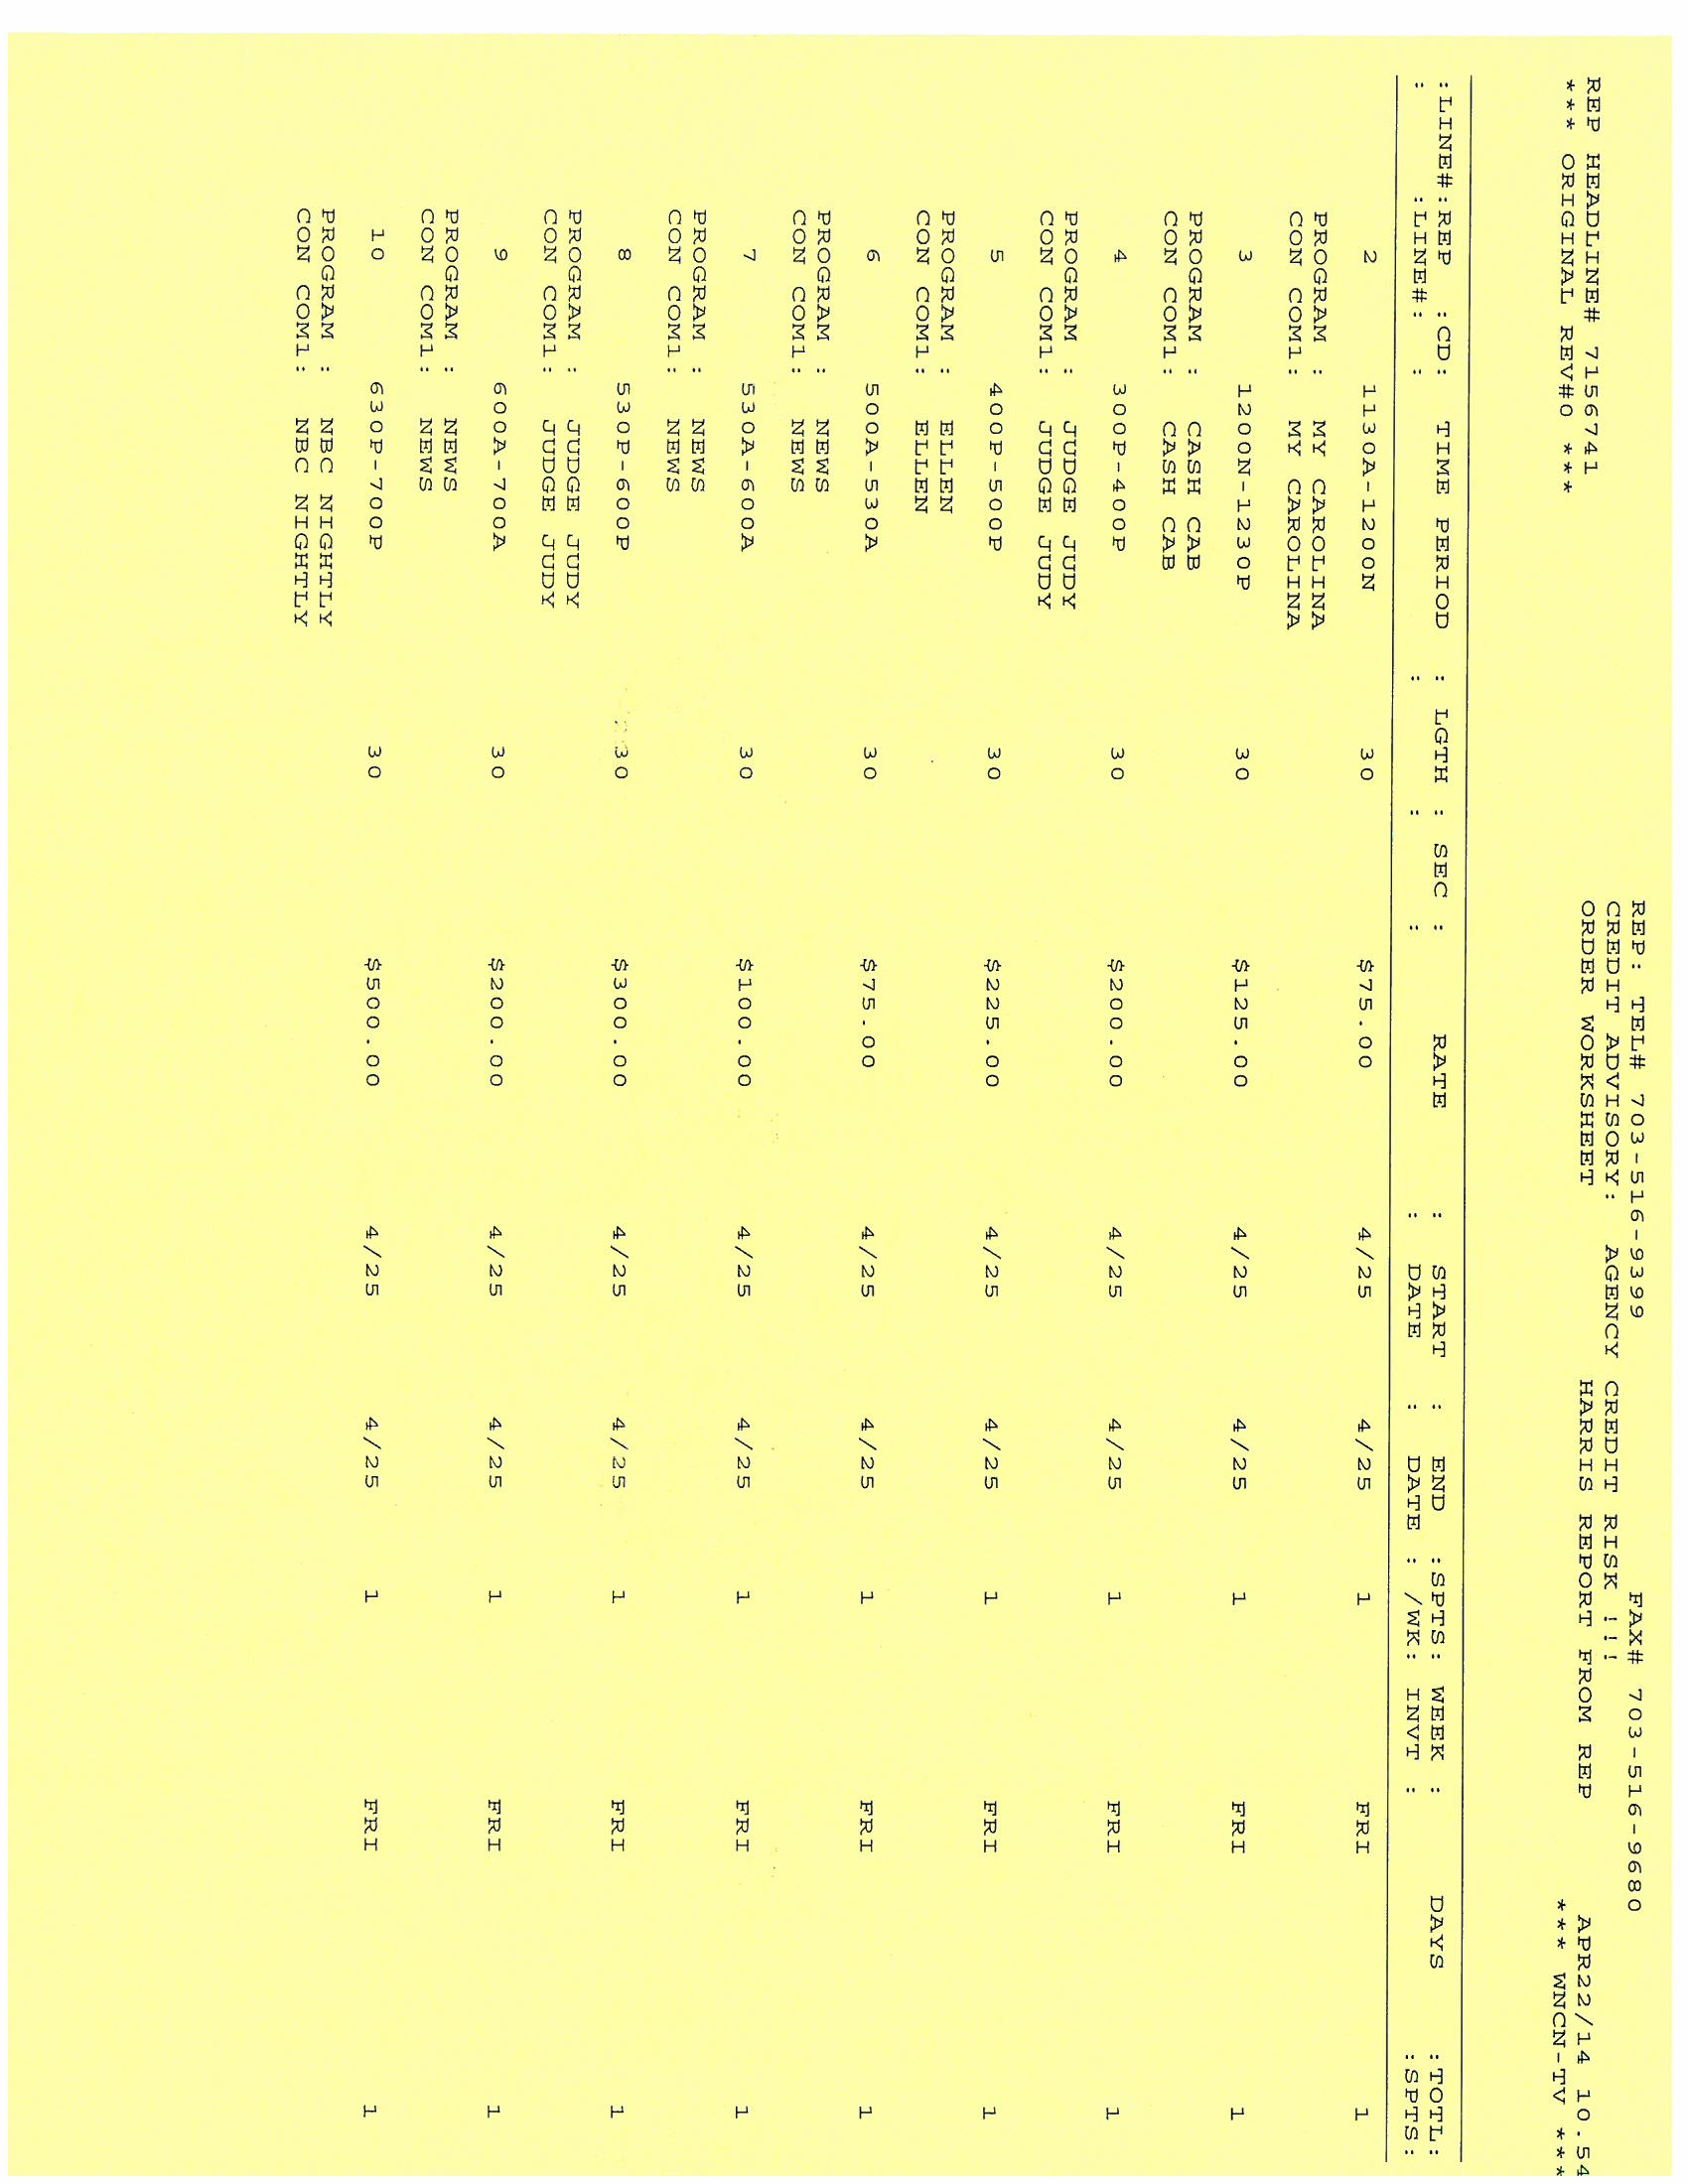 REP: TEL# 703-516-9399 FAX# 703-516-9680
CREDIT ADVISORY: AGENCY CREDIT RISK !!!
REP HEADLINE# 7156741 ORDER WORKSHEET HARRIS REPORT FROM REP APR22/14 10.54
*** ORIGINAL REV#0 *** *** WNCN-TV ***
:LINE#:REP :CD: TIME PERIOD : LGTH : SEC : RATE : START : END :SPTS: WEEK : DAYS :TOTL:
: :LINE#: : : : : : DATE : DATE : /WK: INVT : :SPTS:
2 1130A-1200N 30 $75.00 4/25 4/25 1 FRI 1
PROGRAM : MY CAROLINA
CON COM1: MY CAROLINA
3 1200N-1230P 30 $125.00 4/25 4/25 1 FRI 1
PROGRAM : CASH CAB
CON COM1: CASH CAB
4 300P-400P 30 $200.00 4/25 4/25 1 FRI 1
PROGRAM : JUDGE JUDY
CON COM1: JUDGE JUDY
5 400P-500P 30 $225.00 4/25 4/25 1 FRI 1
PROGRAM : ELLEN
CON COM1: ELLEN
6 500A-530A 30 $75.00 4/25 4/25 1 FRI 1
PROGRAM : NEWS
CON COM1: NEWS
7 530A-600A 30 $100.00 4/25 4/25 1 FRI 1
PROGRAM : NEWS
CON COM1: NEWS
8 530P-600P 30 $300.00 4/25 4/25 1 FRI 1
PROGRAM : JUDGE JUDY
CON COM1: JUDGE JUDY
9 600A-700A 30 $200.00 4/25 4/25 1 FRI 1
PROGRAM : NEWS
CON COM1: NEWS
10 630P-700P 30 $500.00 4/25 4/25 1 FRI 1
PROGRAM : NBC NIGHTLY
CON COM1: NBC NIGHTLY